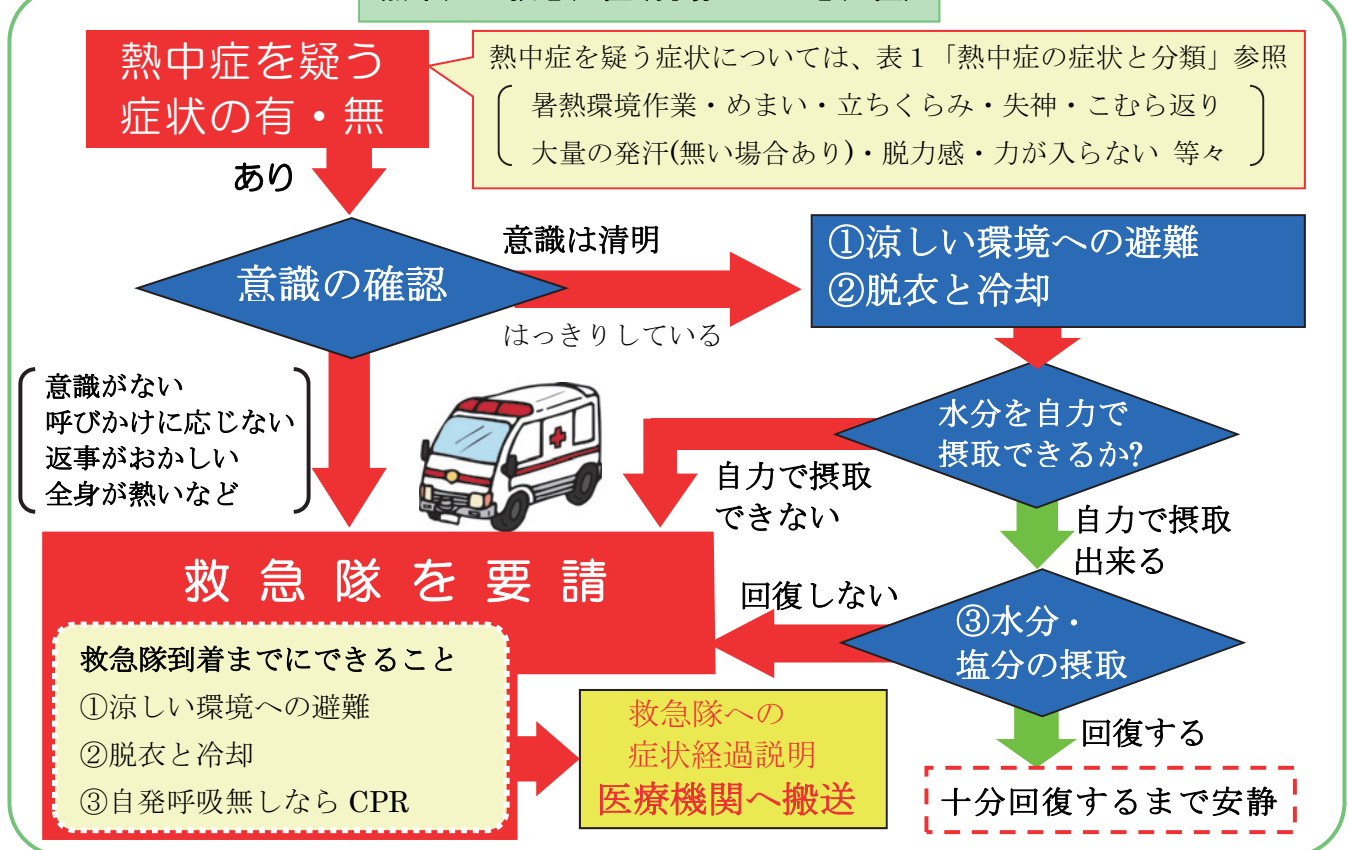 熱中症を疑う
症状の有・無
熱中症を疑う症状については、表１「熱中症の症状と分類」参照
暑熱環境作業・めまい・立ちくらみ・失神・こむら返り
大量の発汗(無い場合あり)・脱力感・力が入らない 等々
あり
意識の確認
意識は清明
はっきりしている
①涼しい環境への避難
②脱衣と冷却
意識がない
呼びかけに応じない
返事がおかしい
全身が熱いなど
水分を自力で
摂取できるか?
自力で摂取
できない
自力で摂取
出来る
救急隊を要請
回復しない
③水分・
塩分の摂取
救急隊到着までにできること
①涼しい環境への避難
②脱衣と冷却
③自発呼吸無しなら CPR
救急隊への
症状経過説明
医療機関へ搬送
回復する
十分回復するまで安静